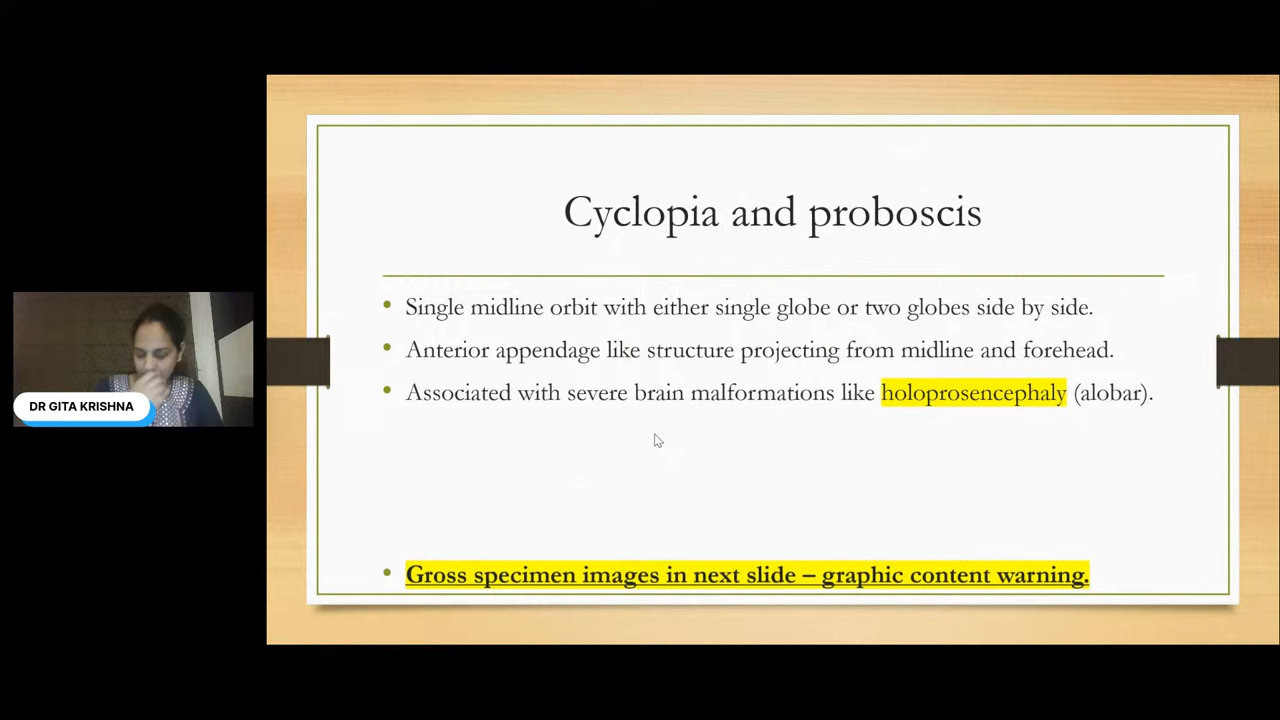 Cyclopia and proboscis
Single midline orbit with either single globe or two globes side by side.
Anterior appendage like structure projecting from midline and forehead.
Associated with severe brain malformations like holoprosencephaly (alobar).
Gross specimen images in next slide – graphic content warning.
DR GITA KRISHNA